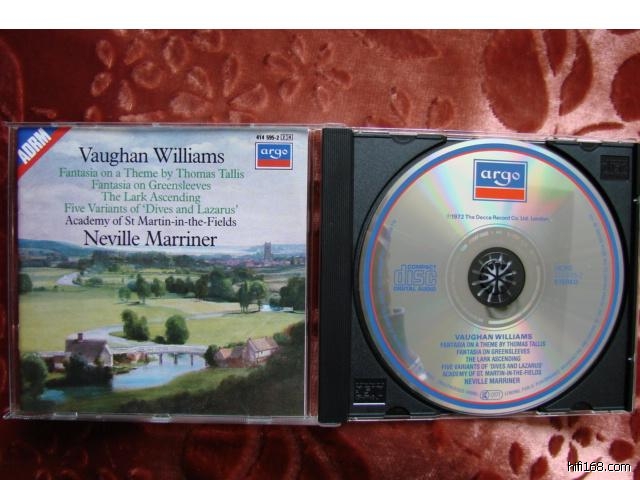 ADRM
414 595-2
Vaughan Williams
argo
Fantasia on a Theme by Thomas Tallis
Fantasia on Greensleeves
The Lark Ascending
Five Variants of 'Dives and Lazarus'
Academy of St Martin-in-the-Fields
Neville Marriner
argo
℗1972 The Decca Record Co. Ltd. London
COMPACT
disc
DIGITAL AUDIO
STEREO
VAUGHAN WILLIAMS
FANTASIA ON A THEME BY THOMAS TALLIS
FANTASIA ON GREENSLEEVES
THE LARK ASCENDING
FIVE VARIANTS OF 'DIVES AND LAZARUS'
ACADEMY OF ST. MARTIN-IN-THE-FIELDS
NEVILLE MARRINER
hifi168.com